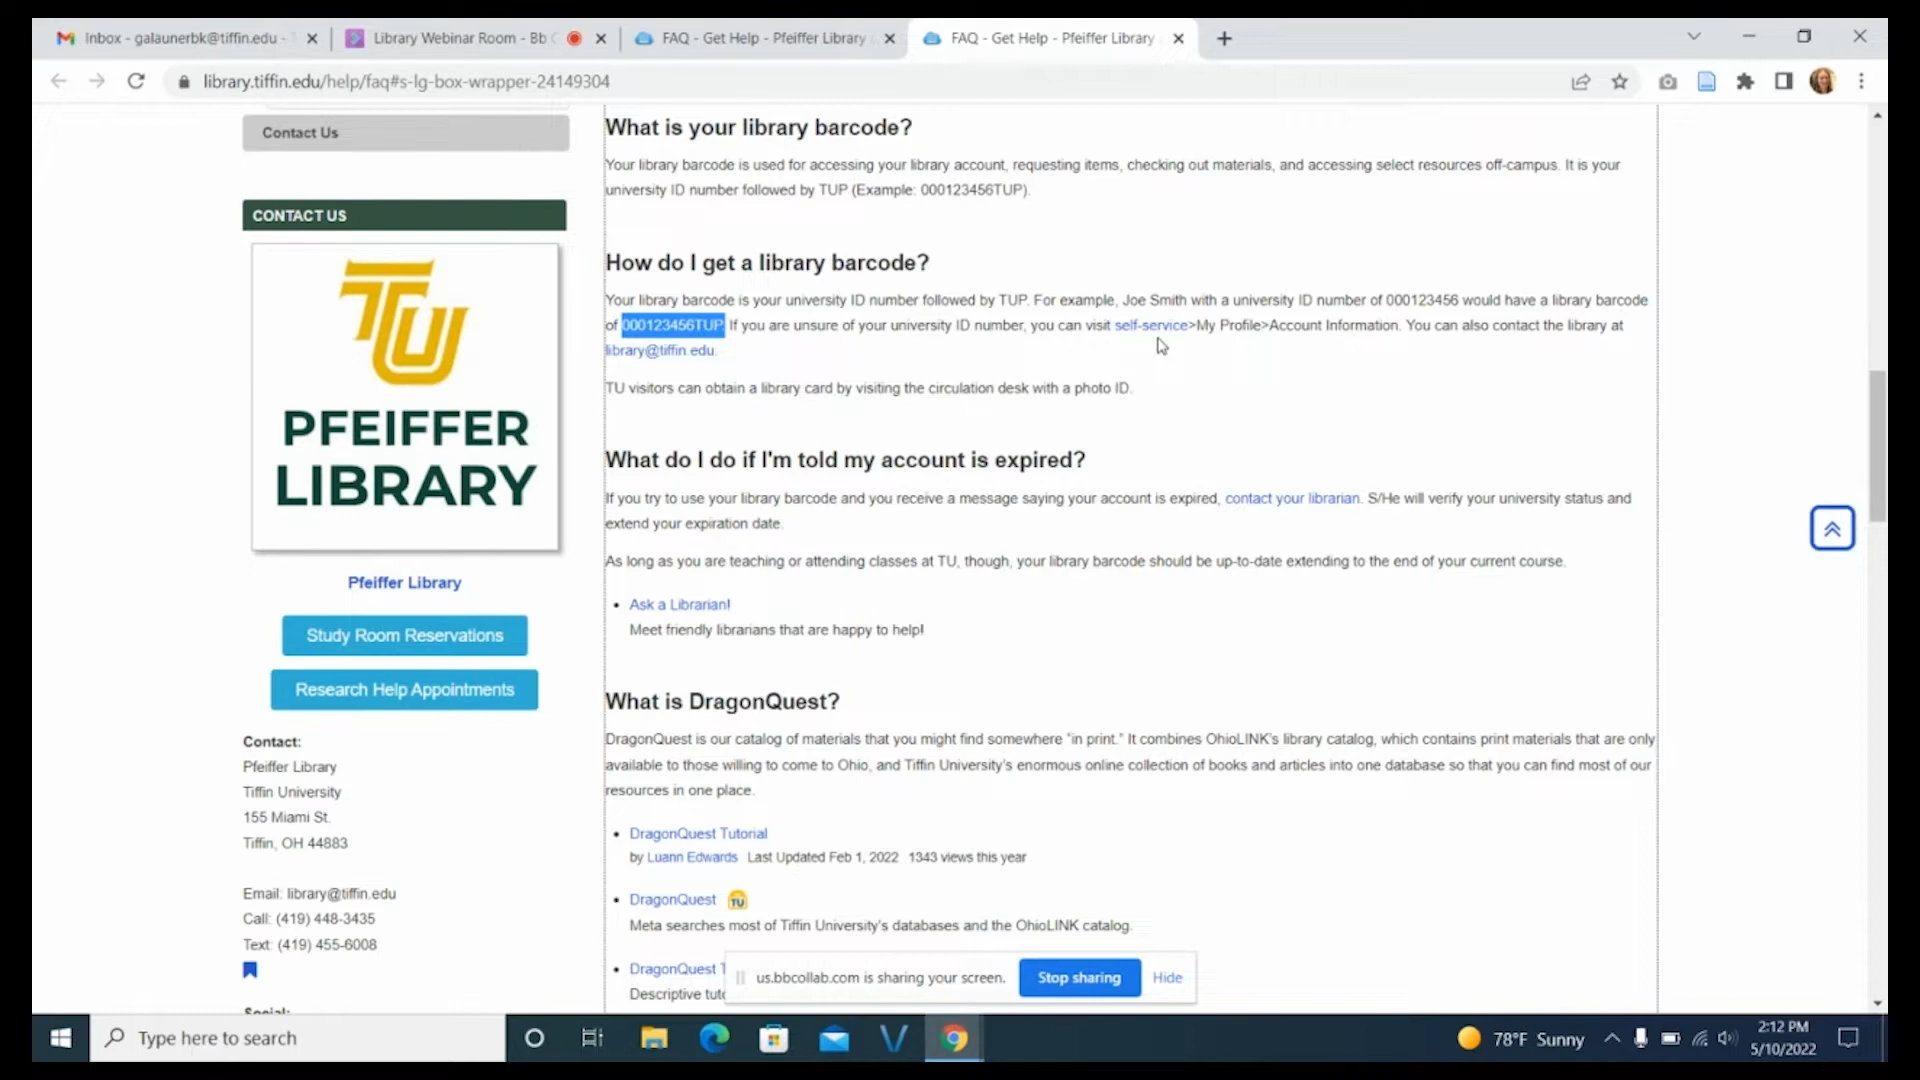 Inbox - galaunerbk@tiffin.edu -
Library Webinar Room - Bb
FAQ - Get Help - Pfeiffer Library
FAQ - Get Help - Pfeiffer Library
library.tiffin.edu/help/faq#s-lg-box-wrapper-24149304
Contact Us
CONTACT US
TU
PFEIFFER
LIBRARY
Pfeiffer Library
Study Room Reservations
Research Help Appointments
Contact:
Pfeiffer Library
Tiffin University
155 Miami St.
Tiffin, OH 44883
Email: library@tiffin.edu
Call: (419) 448-3435
Text: (419) 455-6008
Social:
What is your library barcode?
Your library barcode is used for accessing your library account, requesting items, checking out materials, and accessing select resources off-campus. It is your
university ID number followed by TUP (Example: 000123456TUP).
How do I get a library barcode?
Your library barcode is your university ID number followed by TUP. For example, Joe Smith with a university ID number of 000123456 would have a library barcode
of 000123456TUP. If you are unsure of your university ID number, you can visit self-service>My Profile>Account Information. You can also contact the library at
library@tiffin.edu.
TU visitors can obtain a library card by visiting the circulation desk with a photo ID.
What do I do if I'm told my account is expired?
If you try to use your library barcode and you receive a message saying your account is expired, contact your librarian. S/He will verify your university status and
extend your expiration date.
As long as you are teaching or attending classes at TU, though, your library barcode should be up-to-date extending to the end of your current course.
• Ask a Librarian!
Meet friendly librarians that are happy to help!
What is DragonQuest?
DragonQuest is our catalog of materials that you might find somewhere "in print." It combines OhioLINK's library catalog, which contains print materials that are only
available to those willing to come to Ohio, and Tiffin University's enormous online collection of books and articles into one database so that you can find most of our
resources in one place.
• DragonQuest Tutorial
by Luann Edwards Last Updated Feb 1, 2022 1343 views this year
• DragonQuest TU
Meta searches most of Tiffin University's databases and the OhioLINK catalog.
• DragonQuest T
Descriptive tuto
us.bbcollab.com is sharing your screen. Stop sharing Hide
Type here to search
78°F Sunny
2:12 PM
5/10/2022